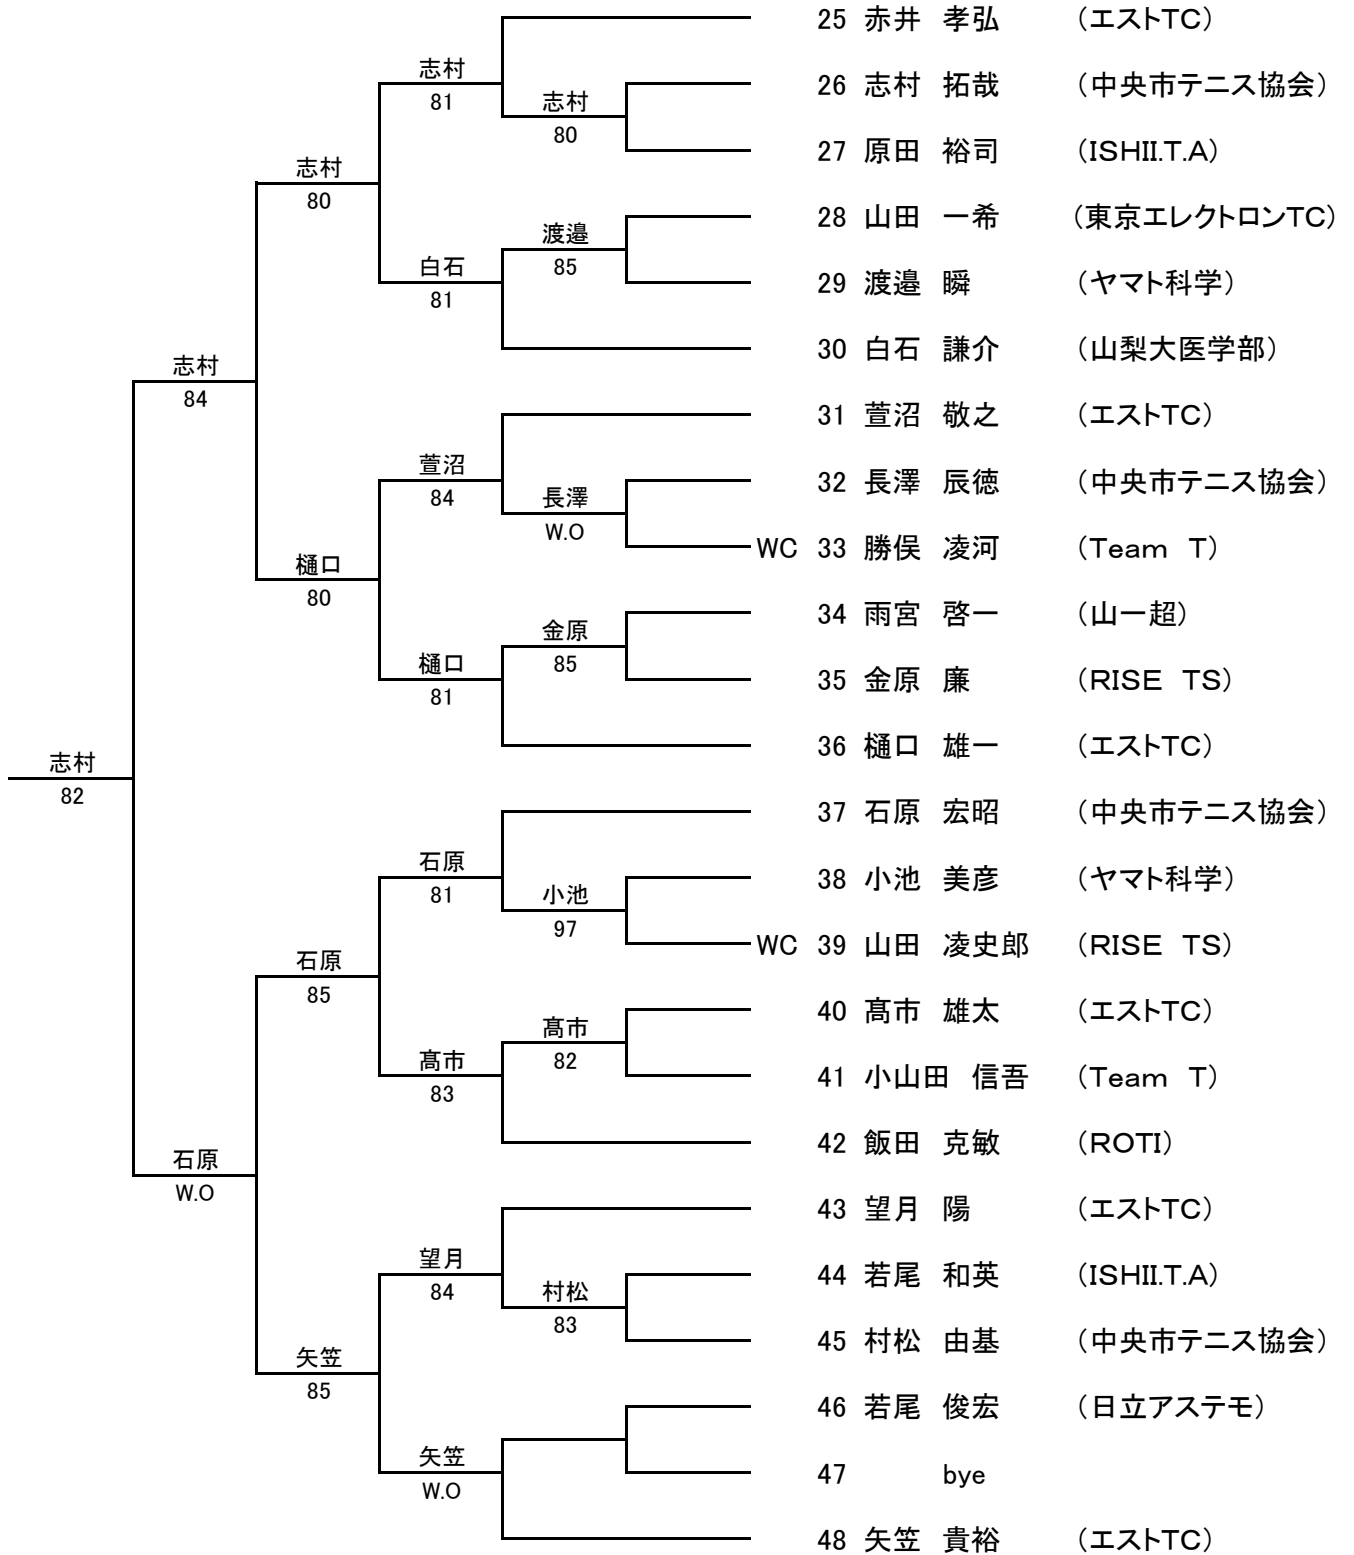 25 赤井 孝弘 （エストTC）
志村
81
26 志村 拓哉 （中央市テニス協会）
志村
80
27 原田 裕司 （ISHII.T.A）
志村
80
28 山田 一希 （東京エレクトロンTC）
渡邉
85
29 渡邉 瞬 （ヤマト科学）
白石
81
30 白石 謙介 （山梨大医学部）
志村
84
31 萱沼 敬之 （エストTC）
萱沼
84
32 長澤 辰徳 （中央市テニス協会）
長澤
W.O
WC 33 勝俣 凌河 （Team T）
樋口
80
34 雨宮 啓一 （山一超）
金原
85
35 金原 廉 （RISE TS）
樋口
81
36 樋口 雄一 （エストTC）
志村
82
37 石原 宏昭 （中央市テニス協会）
石原
81
38 小池 美彦 （ヤマト科学）
小池
97
WC 39 山田 凌史郎 （RISE TS）
石原
85
40 髙市 雄太 （エストTC）
髙市
82
41 小山田 信吾 （Team T）
髙市
83
42 飯田 克敏 （ROTI）
石原
W.O
43 望月 陽 （エストTC）
望月
84
44 若尾 和英 （ISHII.T.A）
村松
83
45 村松 由基 （中央市テニス協会）
矢笠
85
46 若尾 俊宏 （日立アステモ）
矢笠
W.O
47 bye
48 矢笠 貴裕 （エストTC）